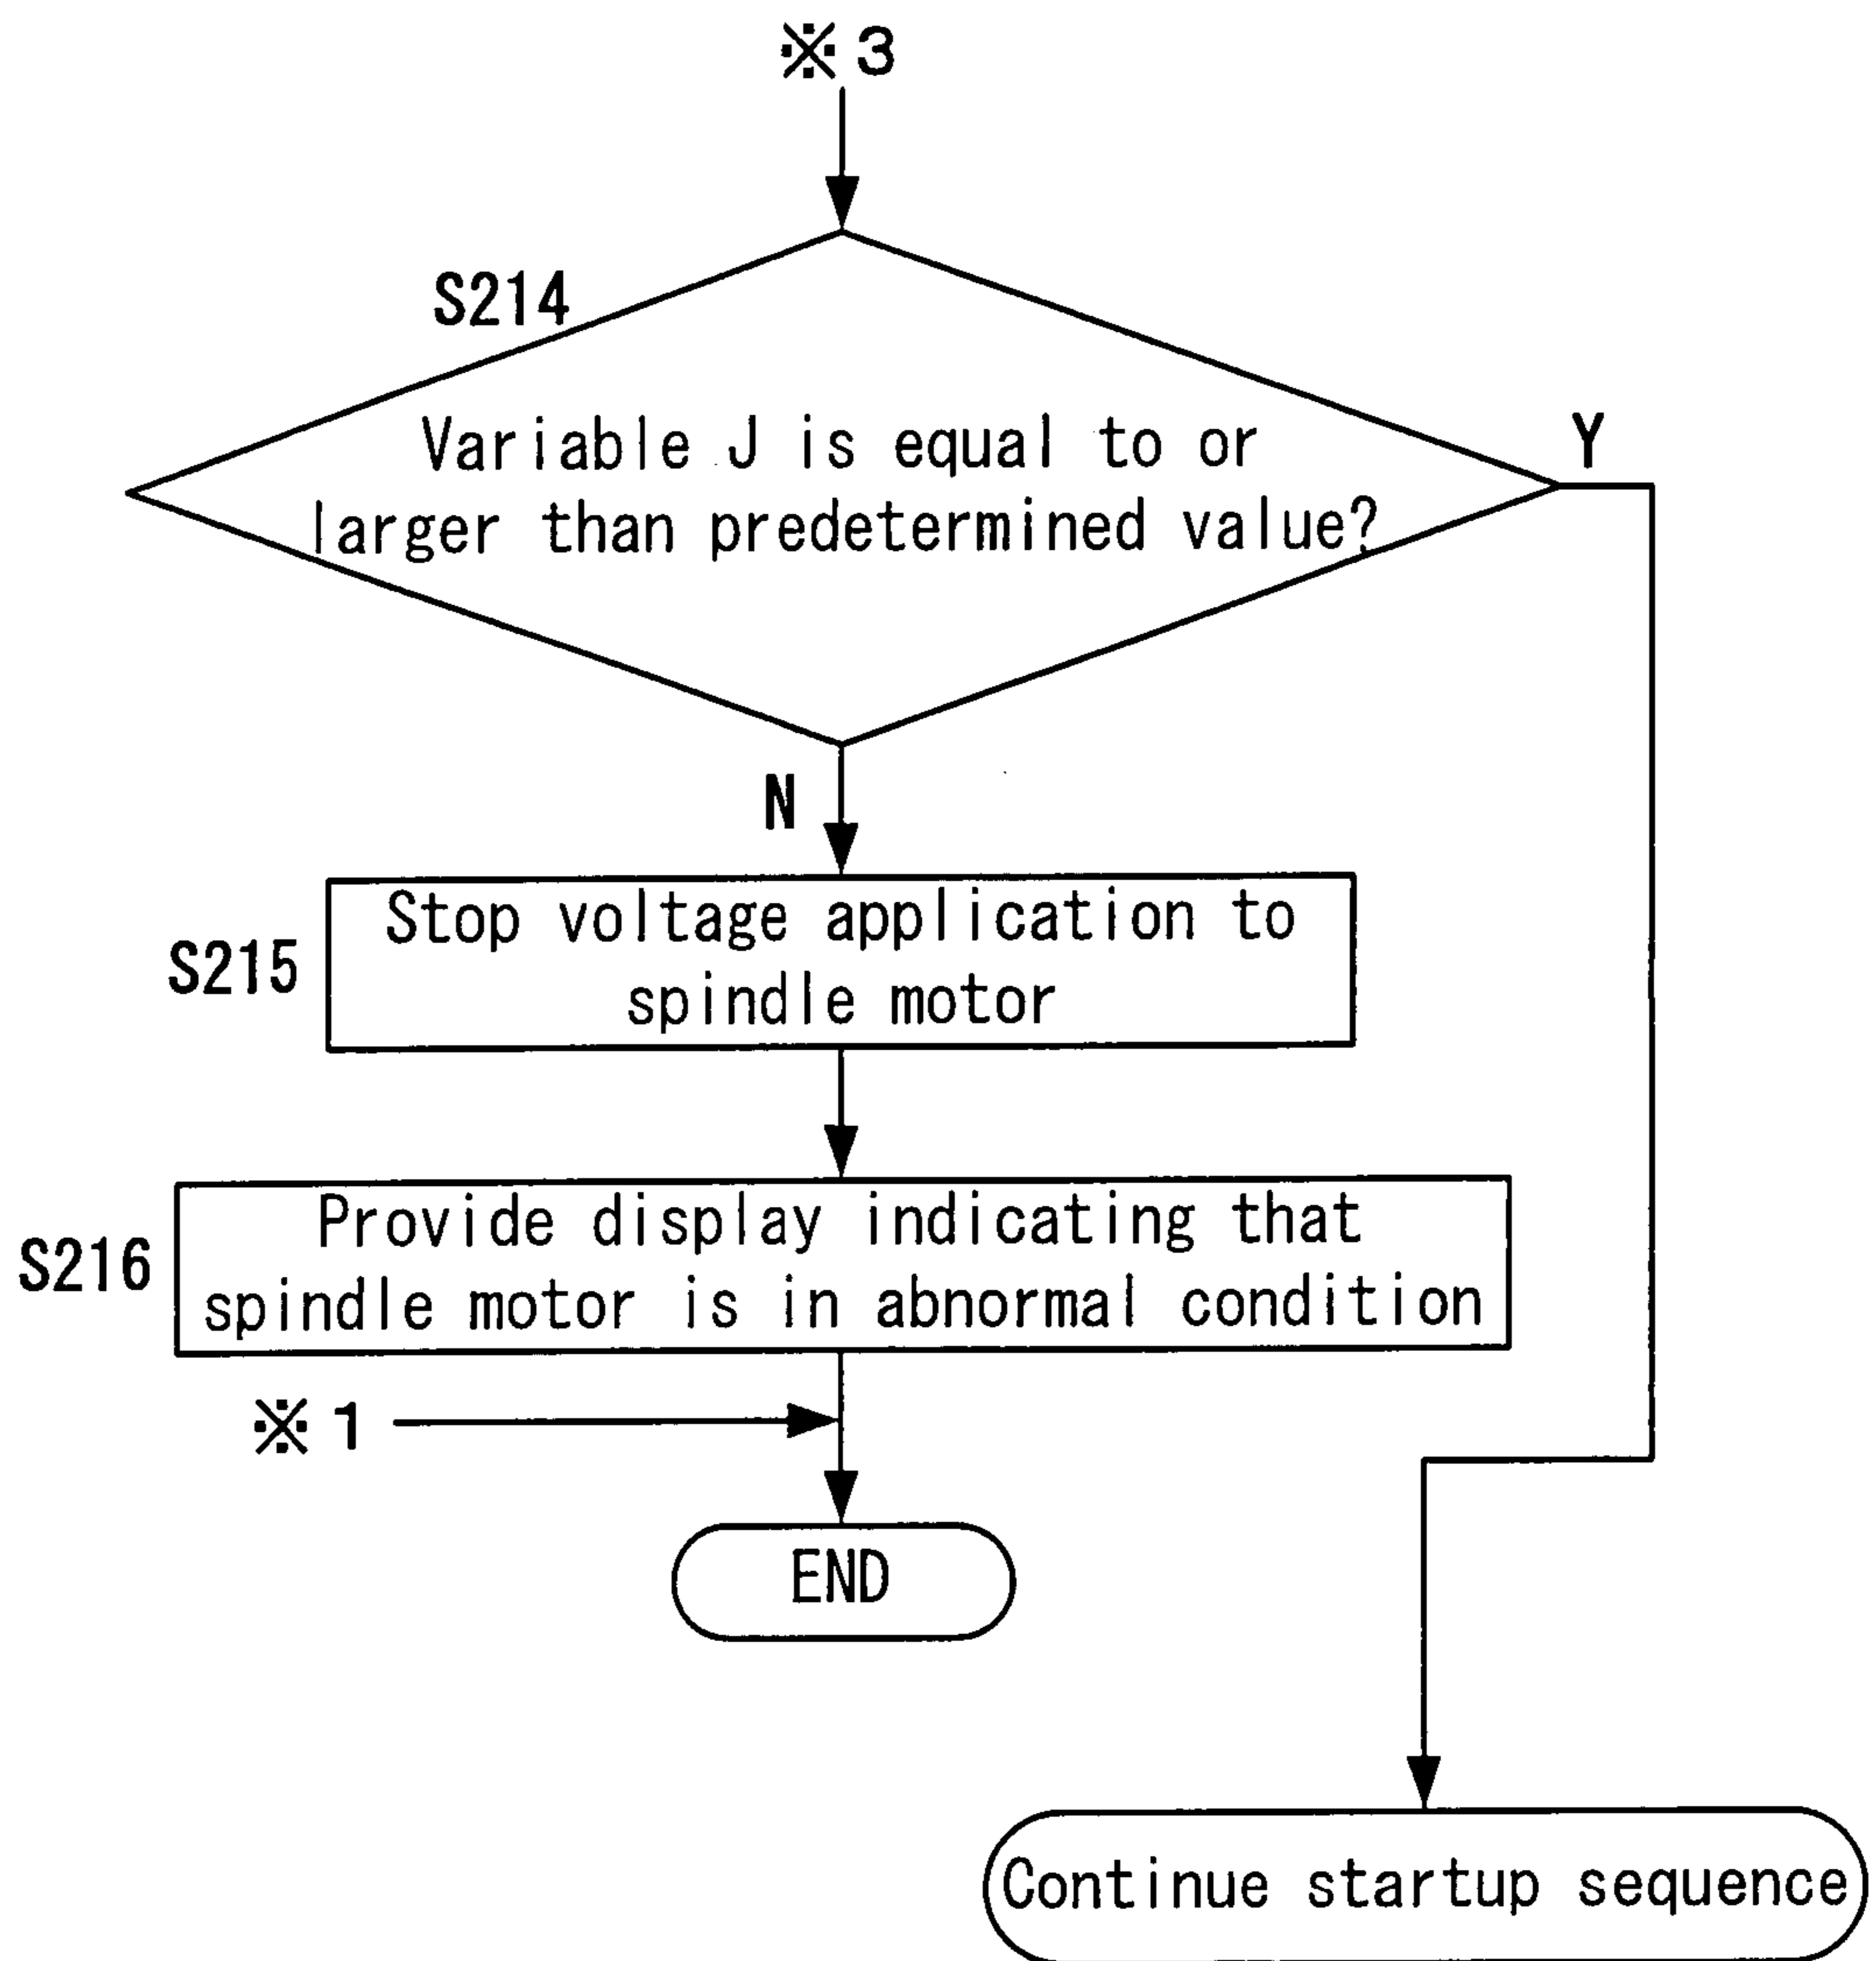 ※3
S214
Variable J is equal to or
larger than predetermined value?
Y
N
S215
Stop voltage application to
spindle motor
S216
Provide display indicating that
spindle motor is in abnormal condition
※1
END
Continue startup sequence